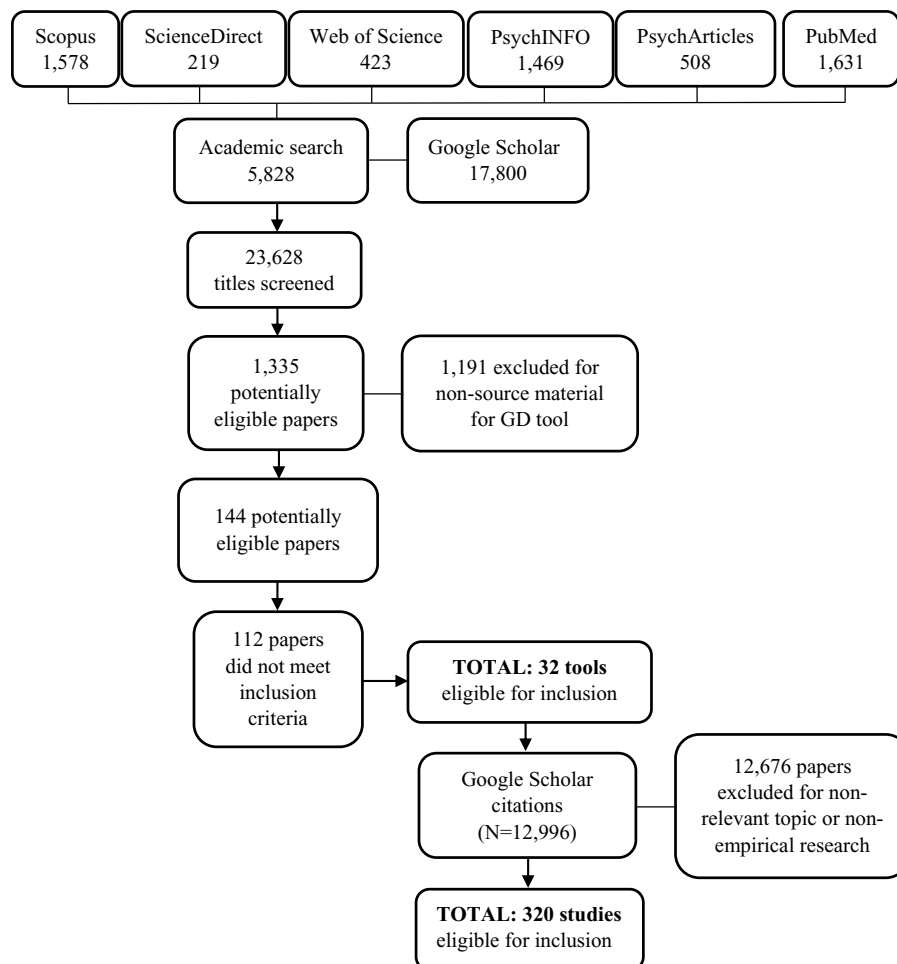 Scopus
1,578
ScienceDirect
219
Web of Science
423
PsychINFO
1,469
PsychArticles
508
PubMed
1,631
Academic search
5,828
Google Scholar
17,800
23,628
titles screened
1,335
potentially
eligible papers
1,191 excluded for
non-source material
for GD tool
144 potentially
eligible papers
112 papers
did not meet
inclusion
criteria
TOTAL: 32 tools
eligible for inclusion
Google Scholar
citations
(N=12,996)
12,676 papers
excluded for non-
relevant topic or non-
empirical research
TOTAL: 320 studies
eligible for inclusion